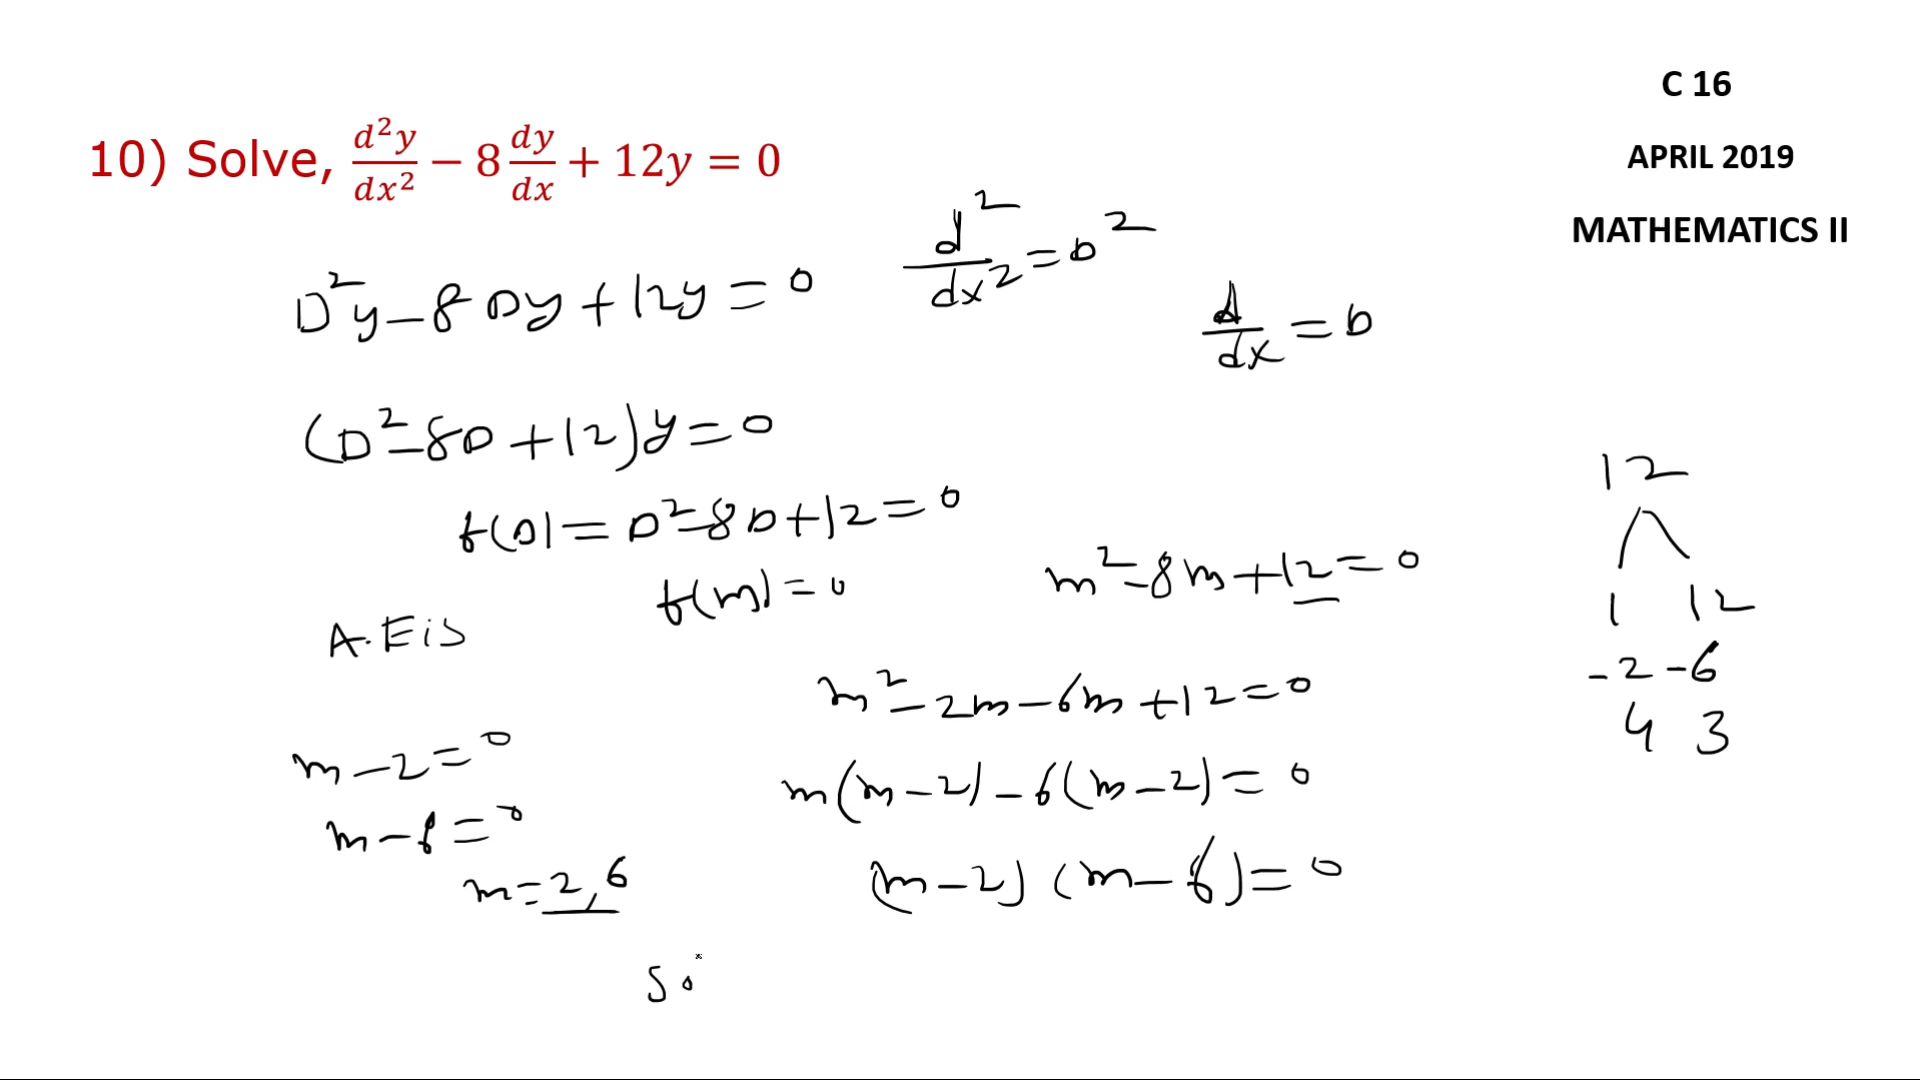 C 16
APRIL 2019
MATHEMATICS II
10) Solve, d²y/dx² − 8 dy/dx + 12y = 0
d²/dx² = D²
D²y − 8Dy + 12y = 0
d/dx = D
(D² − 8D + 12)y = 0
f(D) = D² − 8D + 12 = 0
A.E is
f(m) = 0
m² − 8m + 12 = 0
m² − 2m − 6m + 12 = 0
m(m − 2) − 6(m − 2) = 0
(m − 2) (m − 6) = 0
12
1 12
-2 -6
4 3
m − 2 = 0
m − 6 = 0
m = 2, 6
So